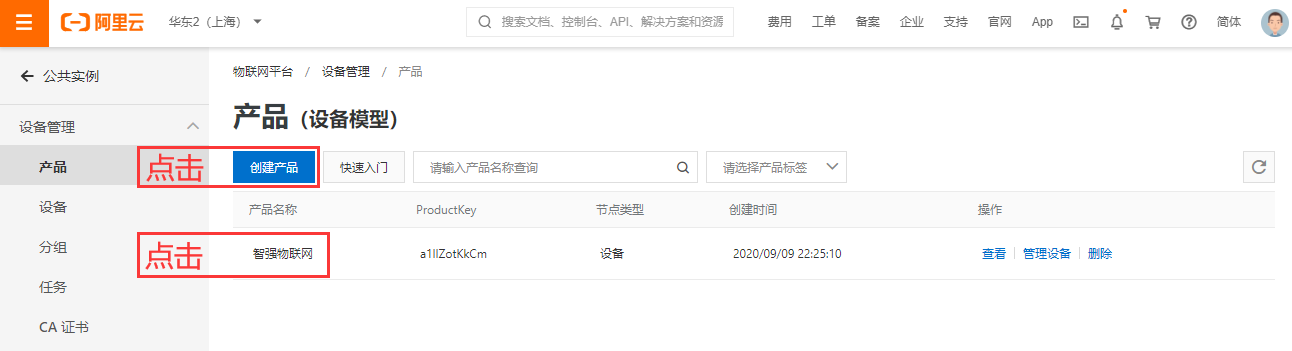 阿里云 华东2（上海） 搜索文档、控制台、API、解决方案和资源 费用 工单 备案 企业 支持 官网 App 简体
公共实例
物联网平台 / 设备管理 / 产品
产品（设备模型）
设备管理
产品
点击 创建产品 快速入门 请输入产品名称查询 请选择产品标签
设备
产品名称 ProductKey 节点类型 创建时间 操作
分组
点击 智强物联网 a1IIZotKkCm 设备 2020/09/09 22:25:10 查看 管理设备 删除
任务
CA 证书